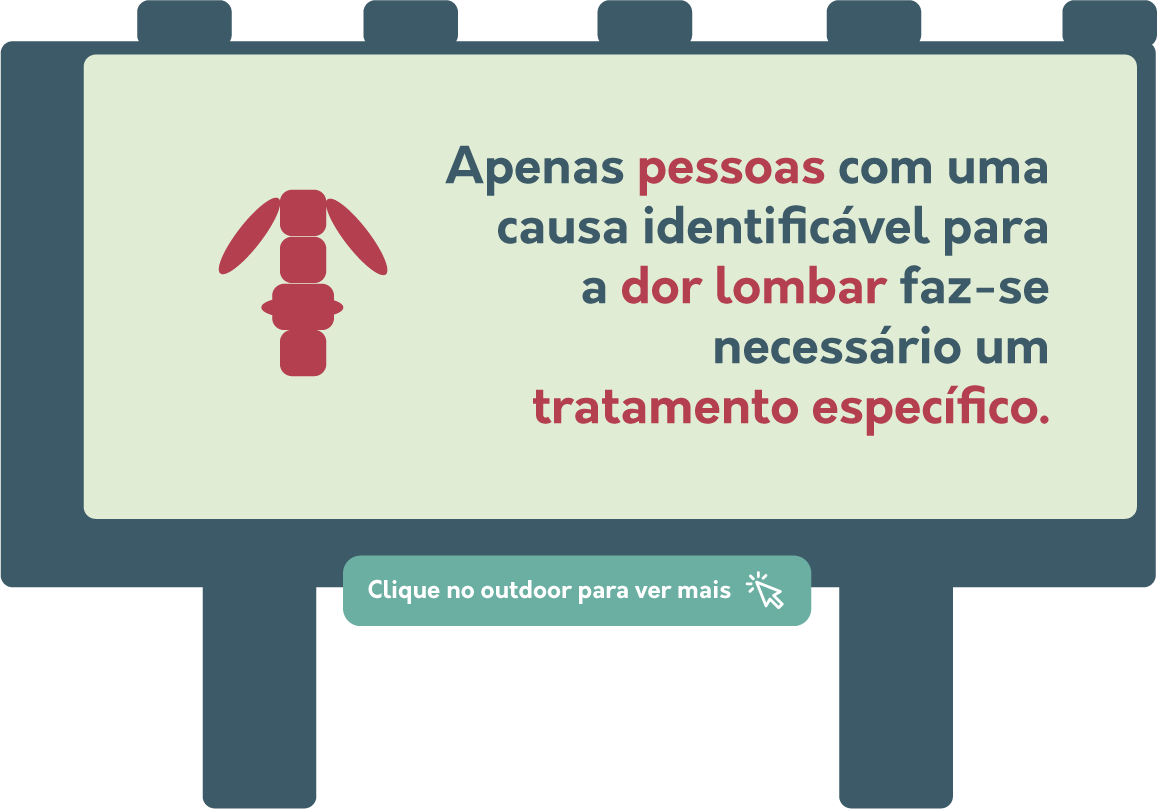 Apenas pessoas com uma
causa identificável para
a dor lombar faz-se
necessário um
tratamento específico.
Clique no outdoor para ver mais